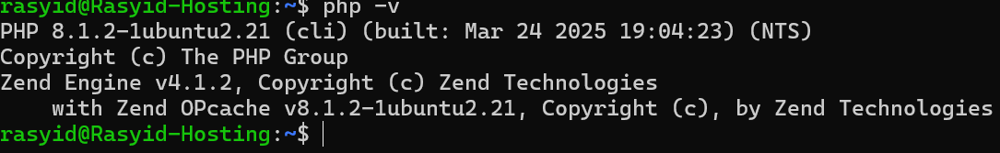 rasyid@Rasyid-Hosting:~$ php -v
PHP 8.1.2-1ubuntu2.21 (cli) (built: Mar 24 2025 19:04:23) (NTS)
Copyright (c) The PHP Group
Zend Engine v4.1.2, Copyright (c) Zend Technologies
    with Zend OPcache v8.1.2-1ubuntu2.21, Copyright (c), by Zend Technologies
rasyid@Rasyid-Hosting:~$